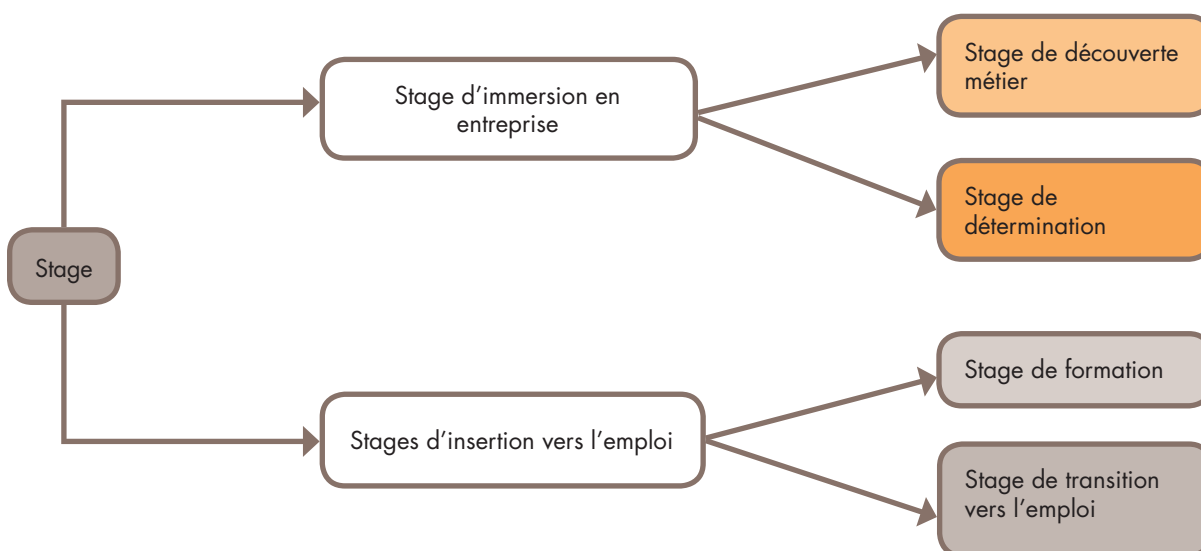 Stage
Stage d'immersion en
entreprise
Stage de découverte
métier
Stage de
détermination
Stages d'insertion vers l'emploi
Stage de formation
Stage de transition
vers l'emploi